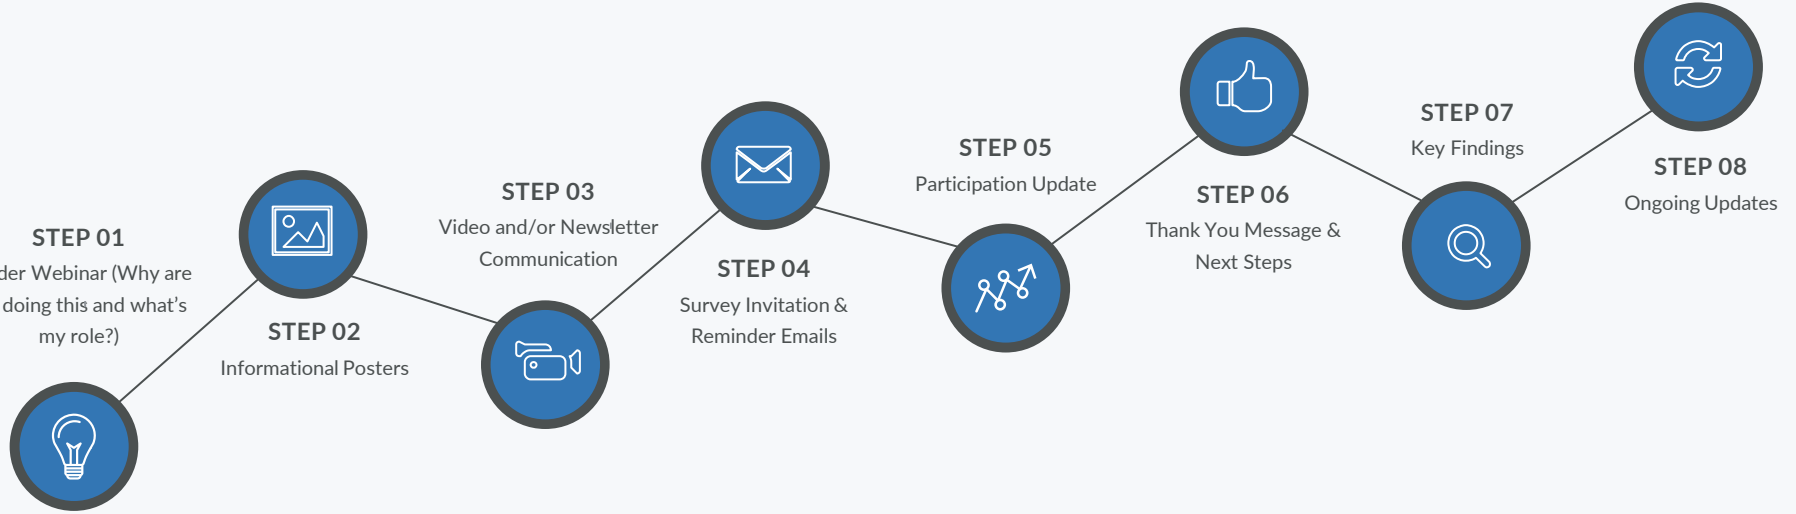 STEP 01
der Webinar (Why are
doing this and what's
my role?)
STEP 02
Informational Posters
STEP 03
Video and/or Newsletter
Communication
STEP 04
Survey Invitation &
Reminder Emails
STEP 05
Participation Update
STEP 06
Thank You Message &
Next Steps
STEP 07
Key Findings
STEP 08
Ongoing Updates